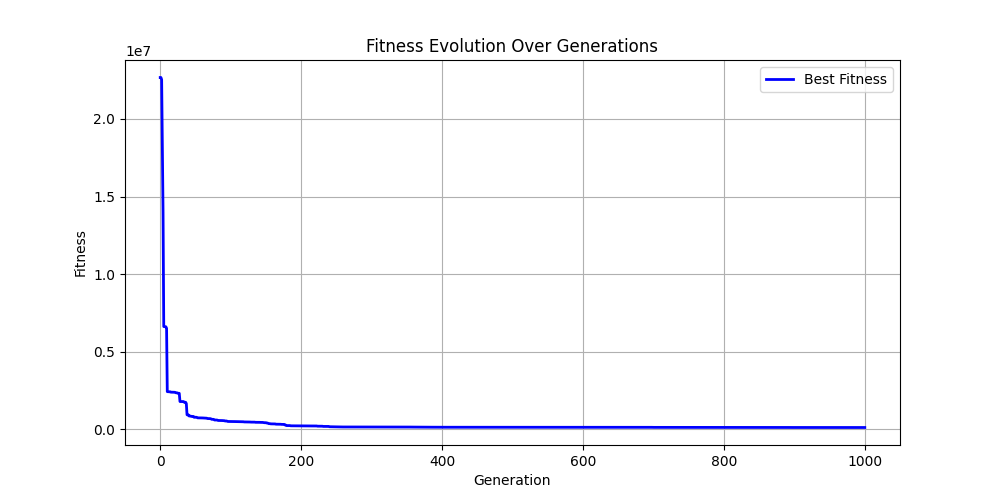 Fitness Evolution Over Generations
1e7
Best Fitness
2.0
1.5
1.0
0.5
0.0
Fitness
0 200 400 600 800 1000
Generation